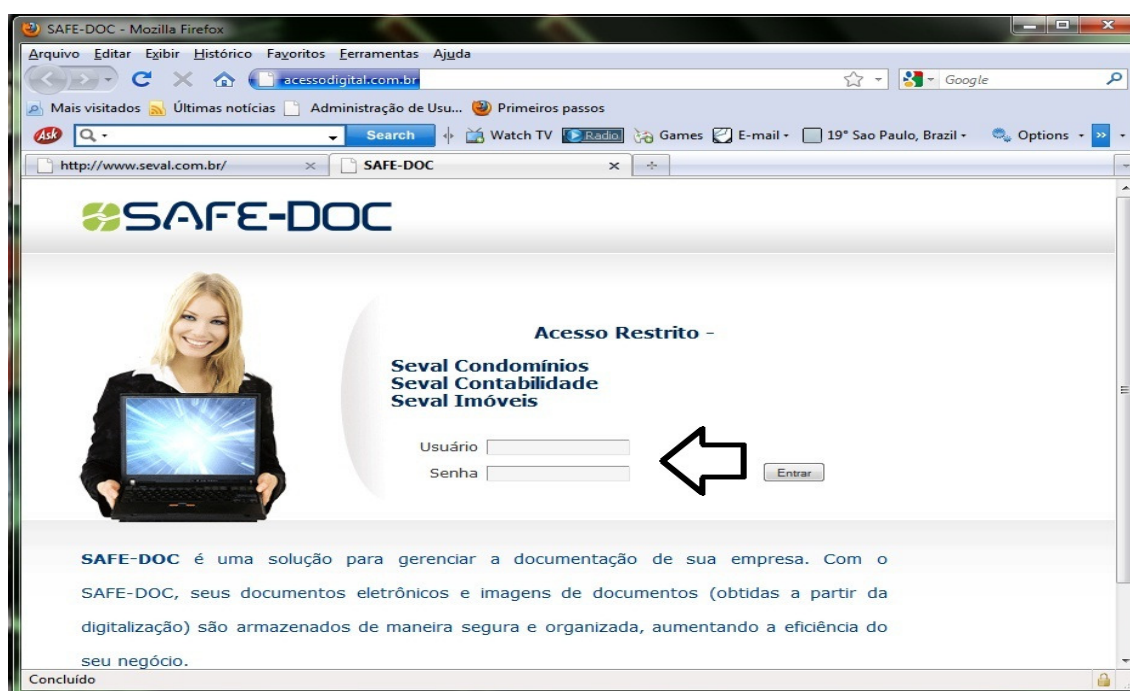 SAFE-DOC - Mozilla Firefox
Arquivo Editar Exibir Histórico Favoritos Ferramentas Ajuda
acessodigital.com.br
Google
Mais visitados Últimas notícias Administração de Usu... Primeiros passos
Ask Search Watch TV Radio Games E-mail 19° Sao Paulo, Brazil Options »
http://www.seval.com.br/ SAFE-DOC
SAFE-DOC
Acesso Restrito -
Seval Condomínios
Seval Contabilidade
Seval Imóveis
Usuário
Senha
Entrar
SAFE-DOC é uma solução para gerenciar a documentação de sua empresa. Com o
SAFE-DOC, seus documentos eletrônicos e imagens de documentos (obtidas a partir da
digitalização) são armazenados de maneira segura e organizada, aumentando a eficiência do
seu negócio.
Concluído